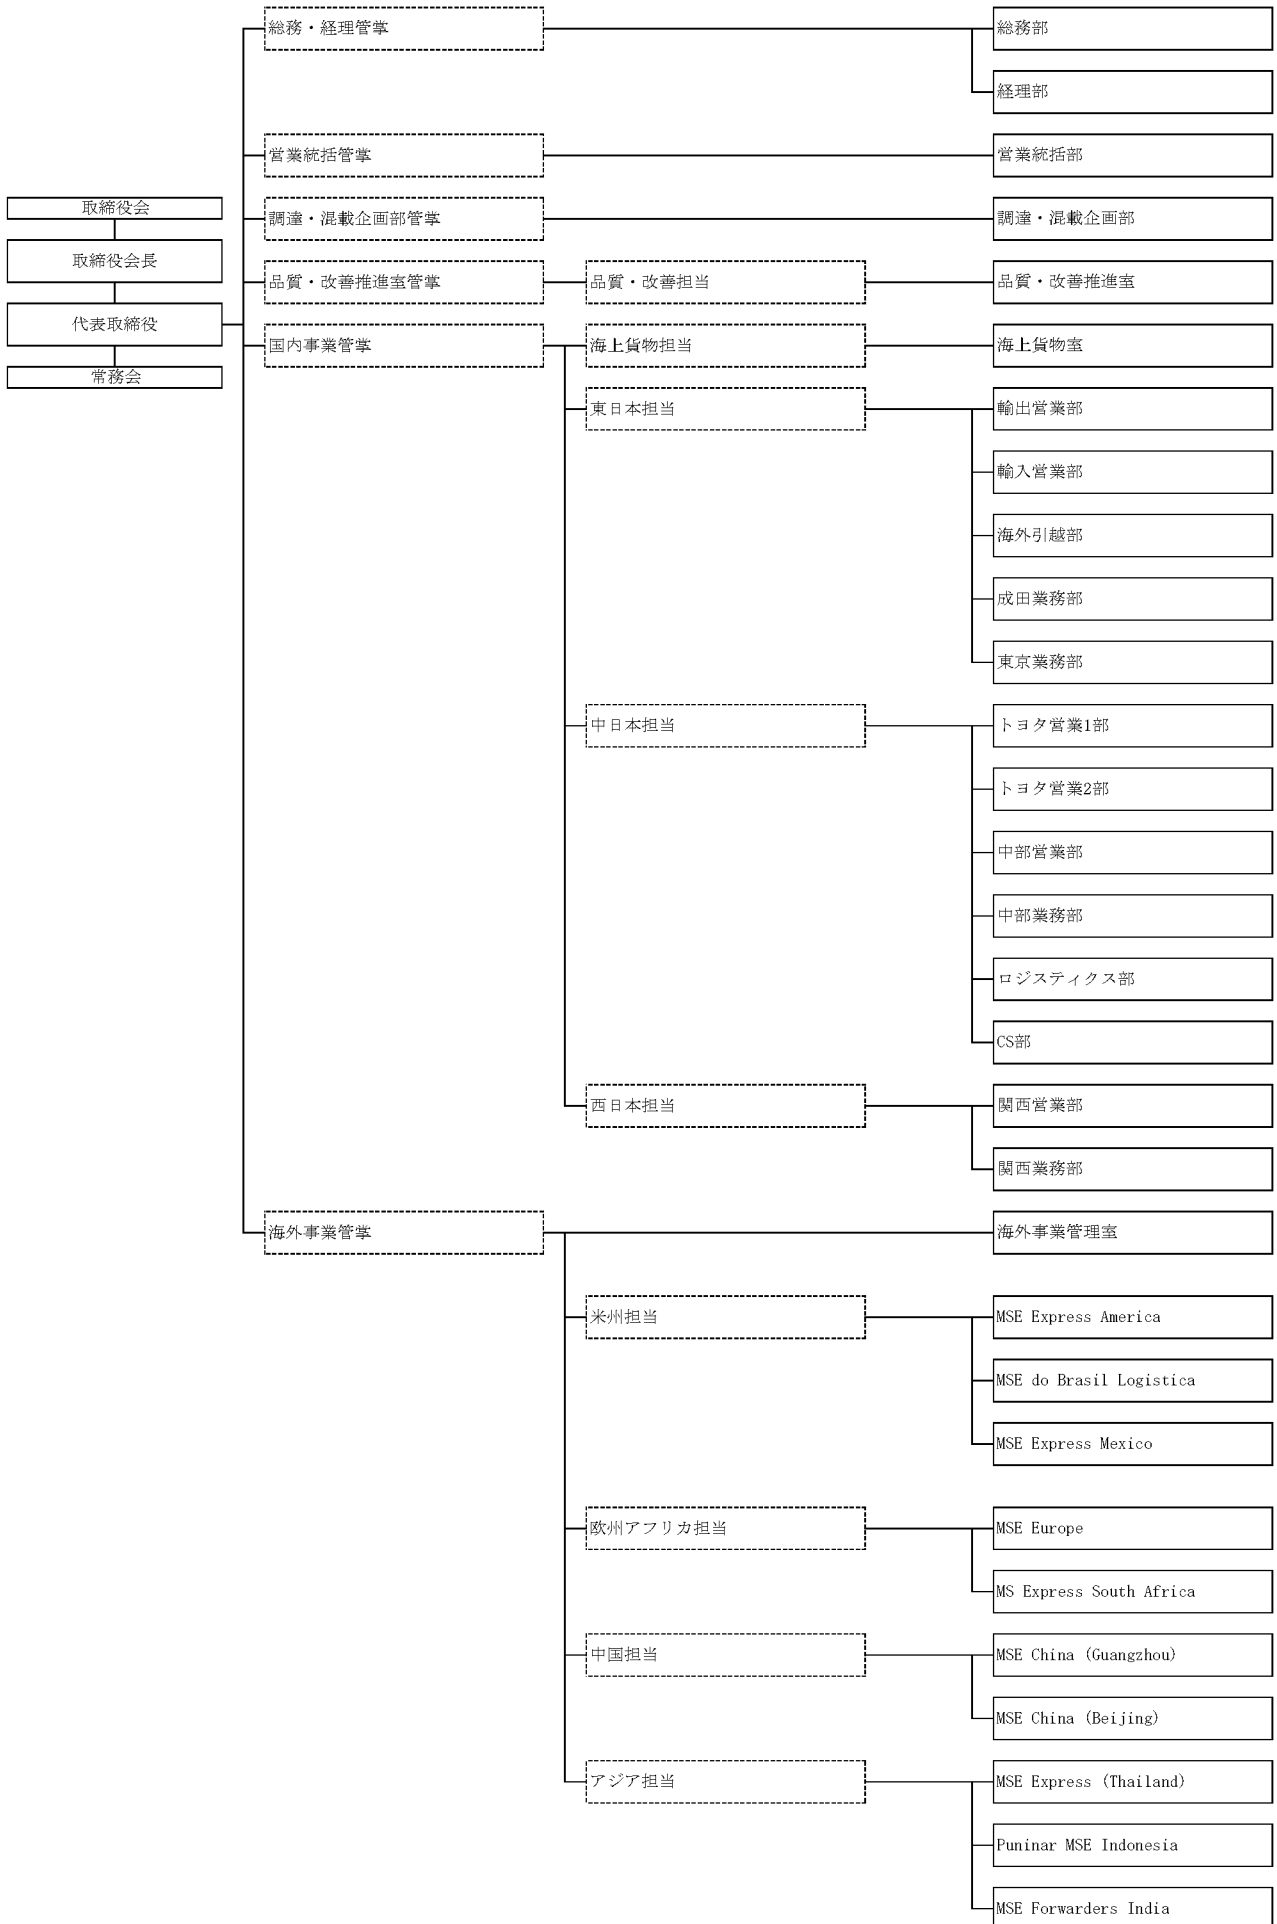 取締役会
取締役会長
代表取締役
常務会
総務・経理管掌
総務部
経理部
営業統括管掌
営業統括部
調達・混載企画部管掌
調達・混載企画部
品質・改善推進室管掌
品質・改善担当
品質・改善推進室
国内事業管掌
海上貨物担当
海上貨物室
東日本担当
輸出営業部
輸入営業部
海外引越部
成田業務部
東京業務部
中日本担当
トヨタ営業1部
トヨタ営業2部
中部営業部
中部業務部
ロジスティクス部
CS部
西日本担当
関西営業部
関西業務部
海外事業管掌
海外事業管理室
米州担当
MSE Express America
MSE do Brasil Logistica
MSE Express Mexico
欧州アフリカ担当
MSE Europe
MS Express South Africa
中国担当
MSE China (Guangzhou)
MSE China (Beijing)
アジア担当
MSE Express (Thailand)
Puninar MSE Indonesia
MSE Forwarders India